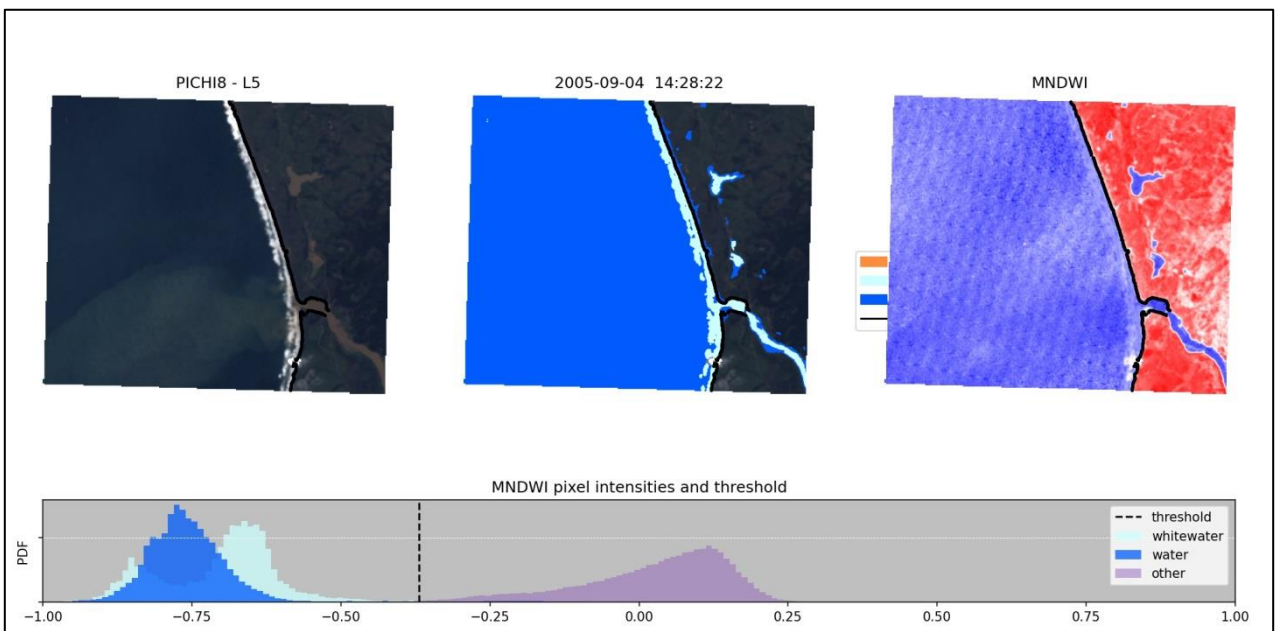 PICHI8 - L5
2005-09-04 14:28:22
MNDWI
MNDWI pixel intensities and threshold
PDF
threshold
whitewater
water
other
−1.00 −0.75 −0.50 −0.25 0.00 0.25 0.50 0.75 1.00